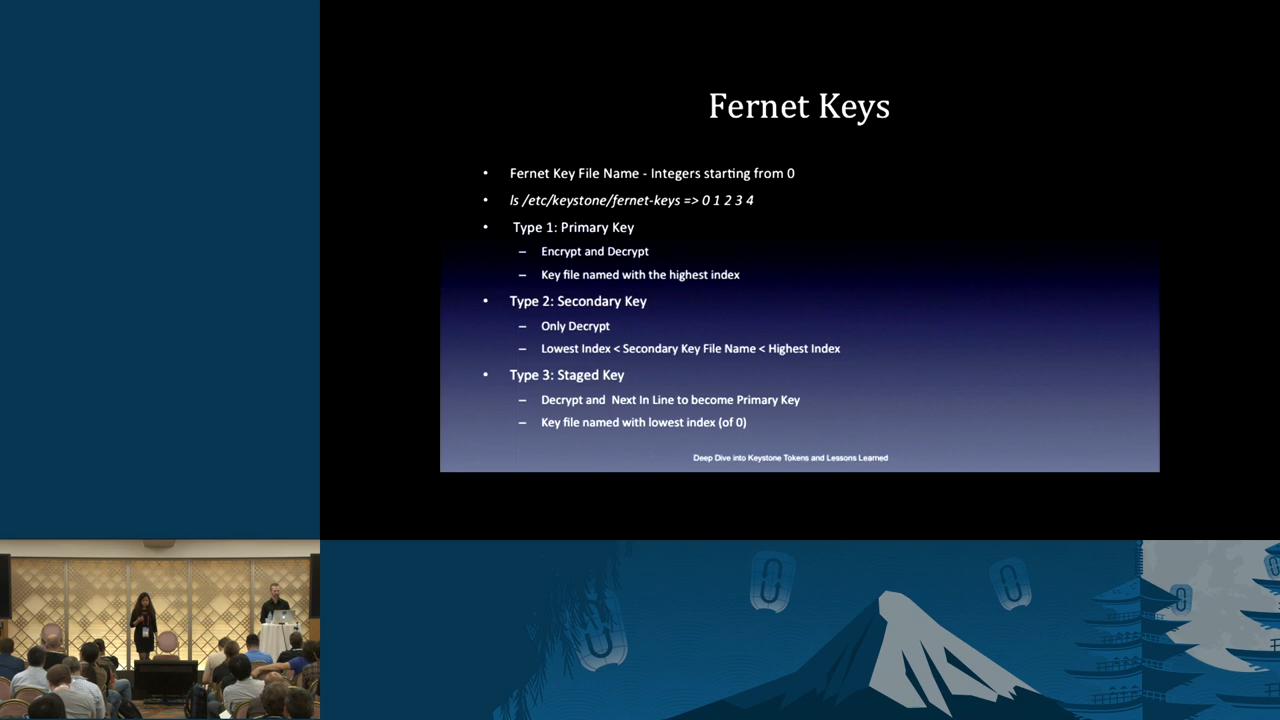 Fernet Keys
• Fernet Key File Name - Integers starting from 0
• ls /etc/keystone/fernet-keys => 0 1 2 3 4
• Type 1: Primary Key
– Encrypt and Decrypt
– Key file named with the highest index
• Type 2: Secondary Key
– Only Decrypt
– Lowest Index < Secondary Key File Name < Highest Index
• Type 3: Staged Key
– Decrypt and Next In Line to become Primary Key
– Key file named with lowest index (of 0)
Deep Dive into Keystone Tokens and Lessons Learned